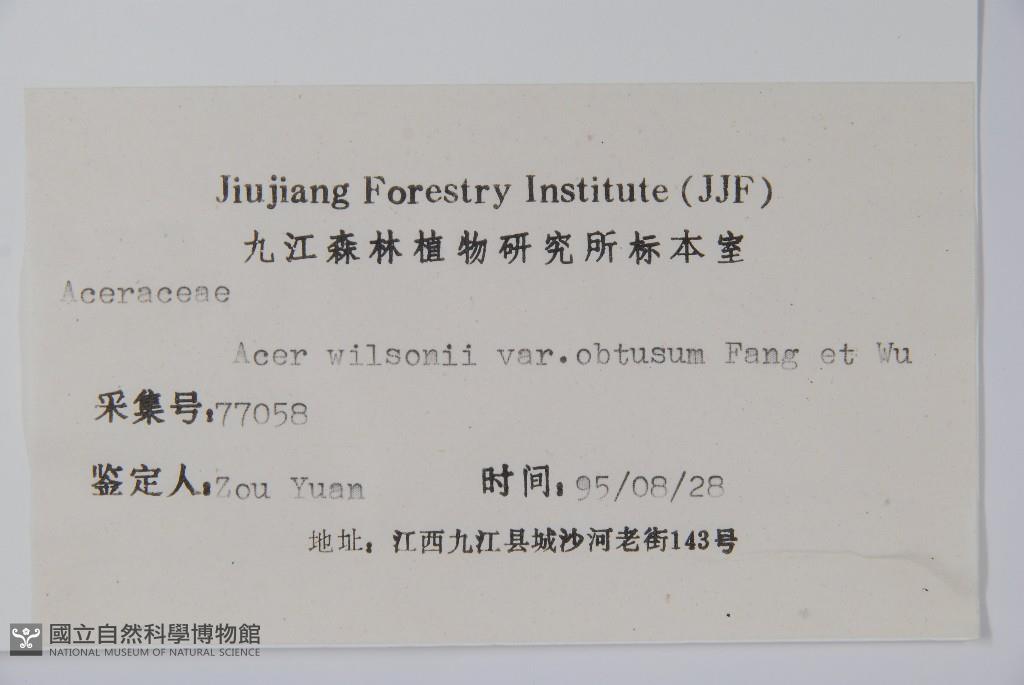 Jiujiang Forestry Institute (JJF)
九江森林植物研究所标本室
Aceraceae
Acer wilsonii var.obtusum Fang et Wu
采集号:77058
鉴定人:Zou Yuan 时间:95/08/28
地址:江西九江县城沙河老街143号
國立自然科學博物館
NATIONAL MUSEUM OF NATURAL SCIENCE